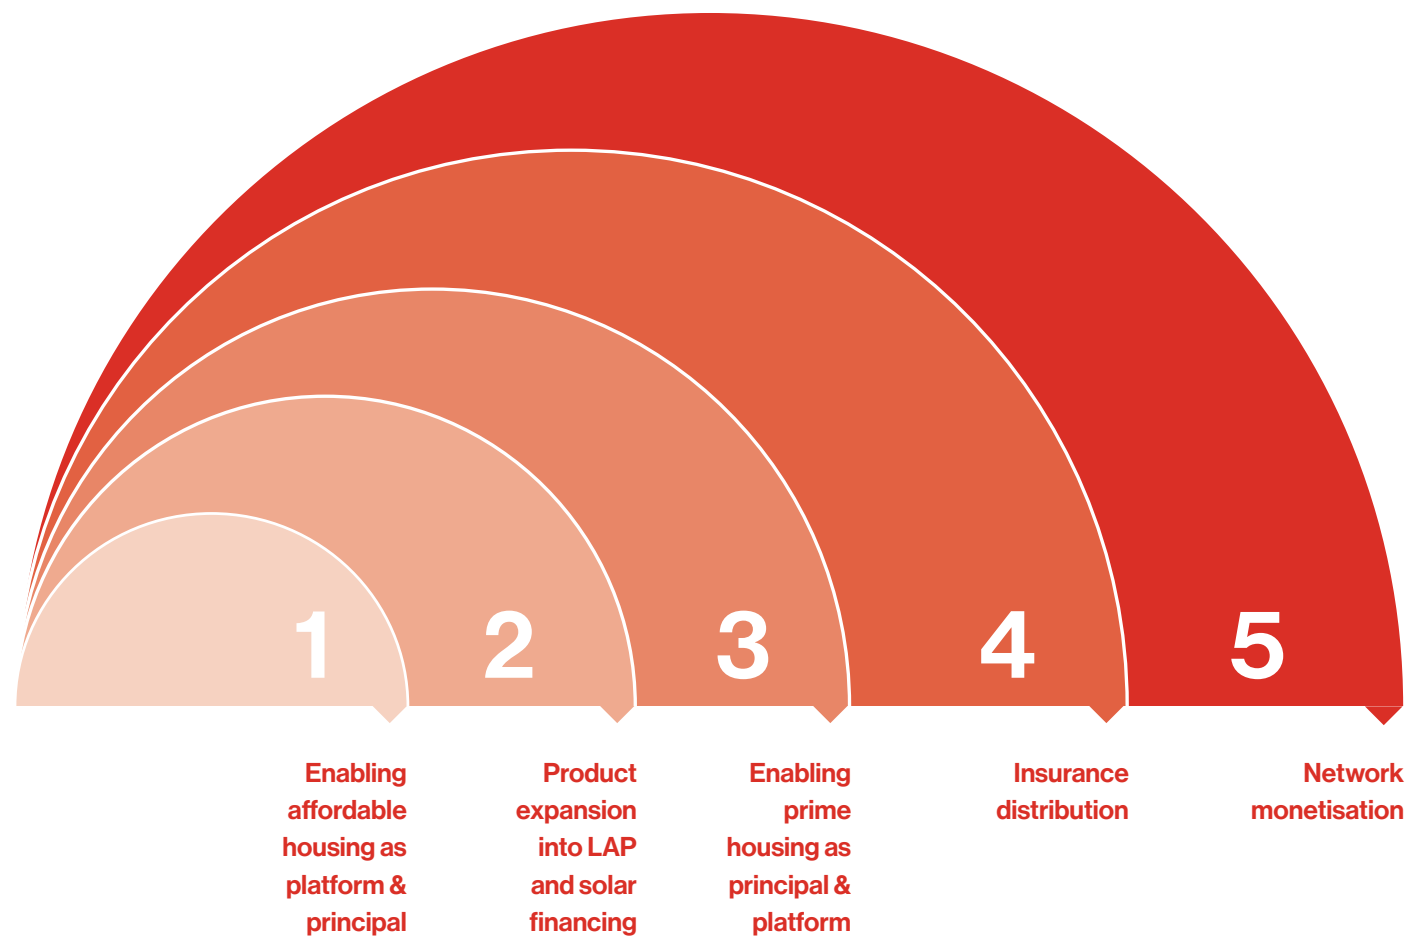 1
2
3
4
5
Enabling
affordable
housing as
platform &
principal
Product
expansion
into LAP
and solar
financing
Enabling
prime
housing as
principal &
platform
Insurance
distribution
Network
monetisation